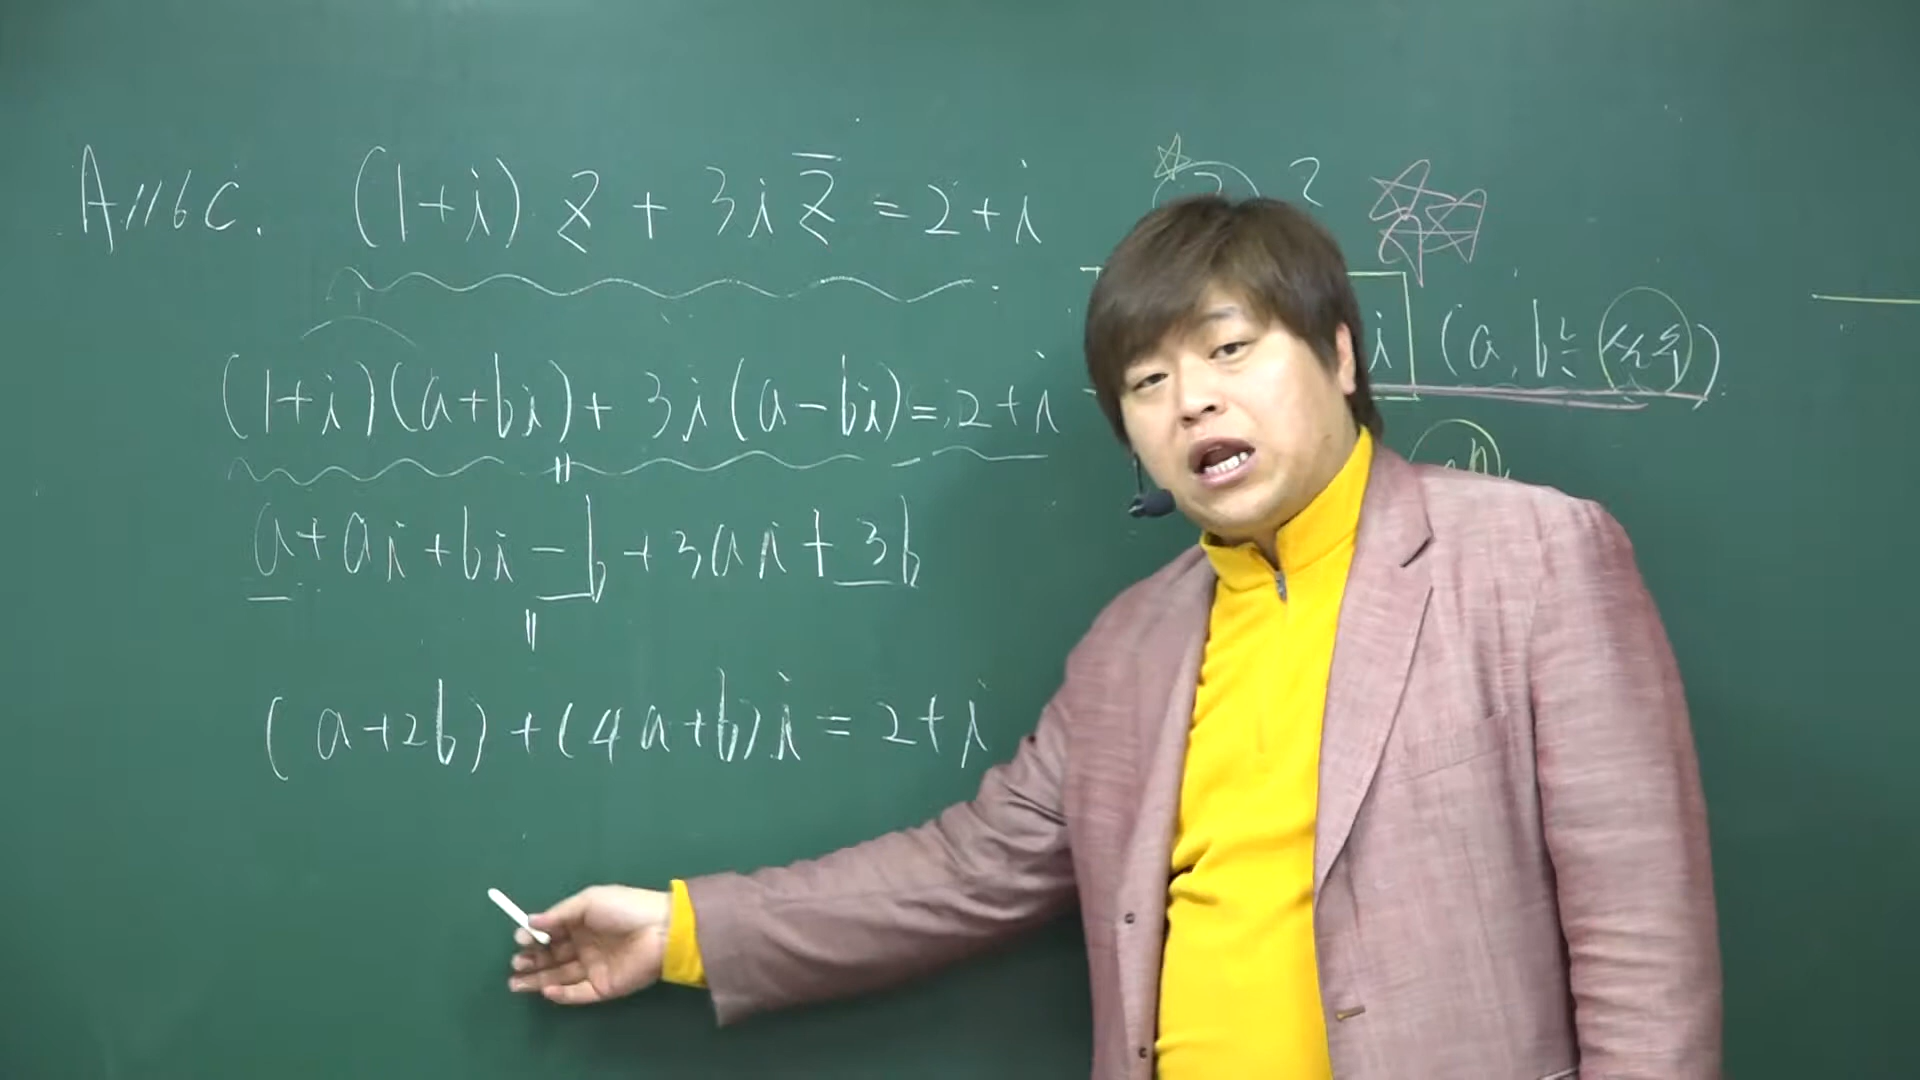 A116C. (1+i) z + 3i z̄ = 2+i
(1+i)(a+bi) + 3i(a-bi) = 2+i
i (a, b는 실수)
a+ai+bi-b+3ai+3b
(a+2b)+(4a+b)i=2+i